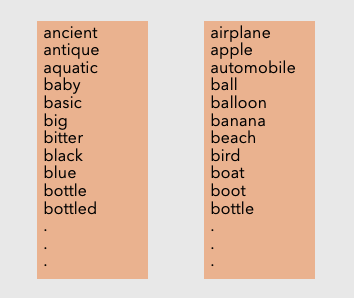 ancient
antique
aquatic
baby
basic
big
bitter
black
blue
bottle
bottled
.
.
.
airplane
apple
automobile
ball
balloon
banana
beach
bird
boat
boot
bottle
.
.
.